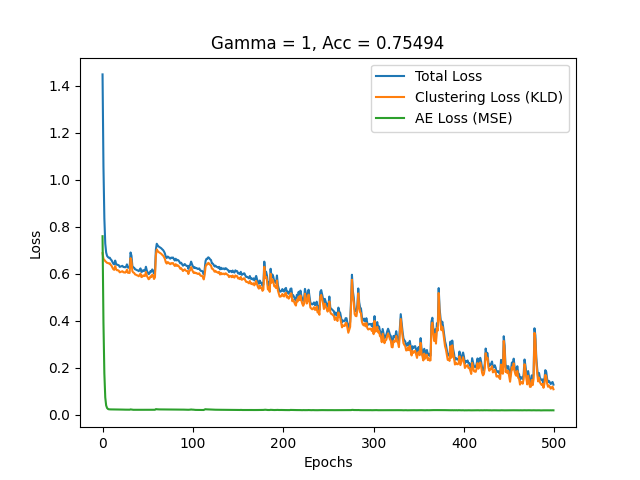 Gamma = 1, Acc = 0.75494
Total Loss
Clustering Loss (KLD)
AE Loss (MSE)
1.4
1.2
1.0
0.8
0.6
0.4
0.2
0.0
Loss
0 100 200 300 400 500
Epochs